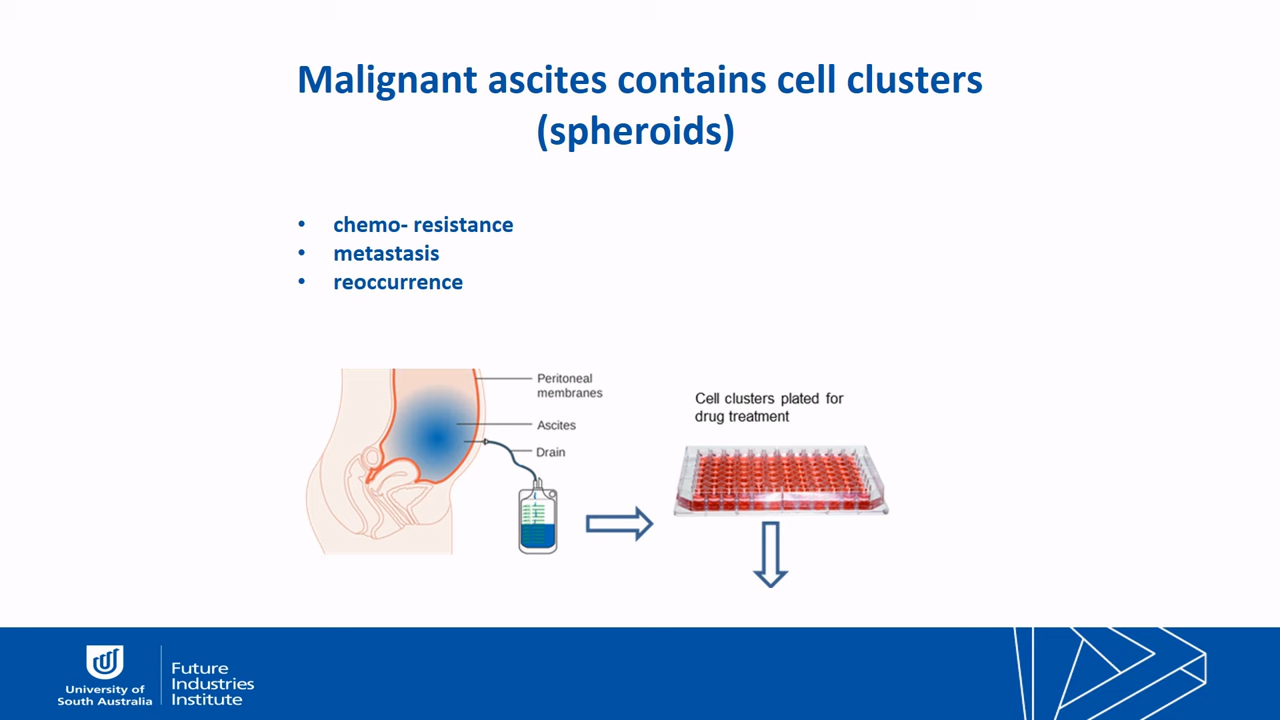 Malignant ascites contains cell clusters
(spheroids)
• chemo- resistance
• metastasis
• reoccurrence
Peritoneal
membranes
Ascites
Drain
Cell clusters plated for
drug treatment
University of
South Australia
Future
Industries
Institute